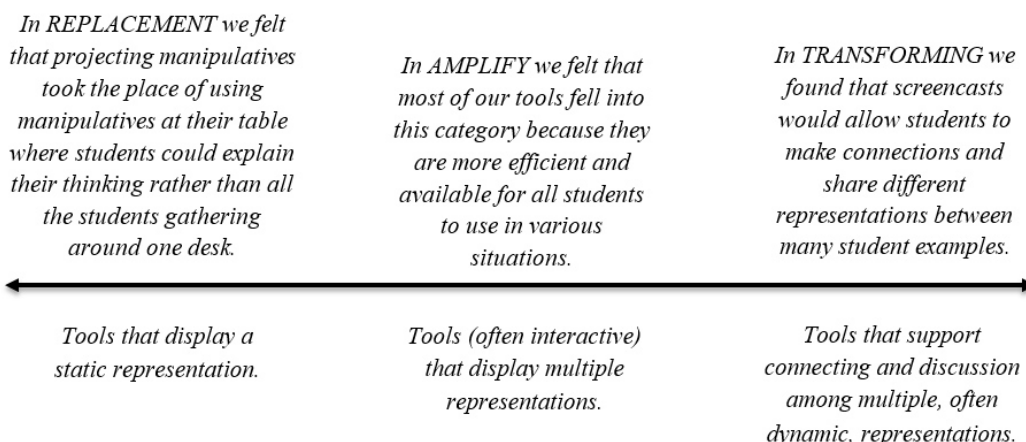 In REPLACEMENT we felt
that projecting manipulatives
took the place of using
manipulatives at their table
where students could explain
their thinking rather than all
the students gathering
around one desk.
In AMPLIFY we felt that
most of our tools fell into
this category because they
are more efficient and
available for all students
to use in various
situations.
In TRANSFORMING we
found that screencasts
would allow students to
make connections and
share different
representations between
many student examples.
Tools that display a
static representation.
Tools (often interactive)
that display multiple
representations.
Tools that support
connecting and discussion
among multiple, often
dynamic, representations.